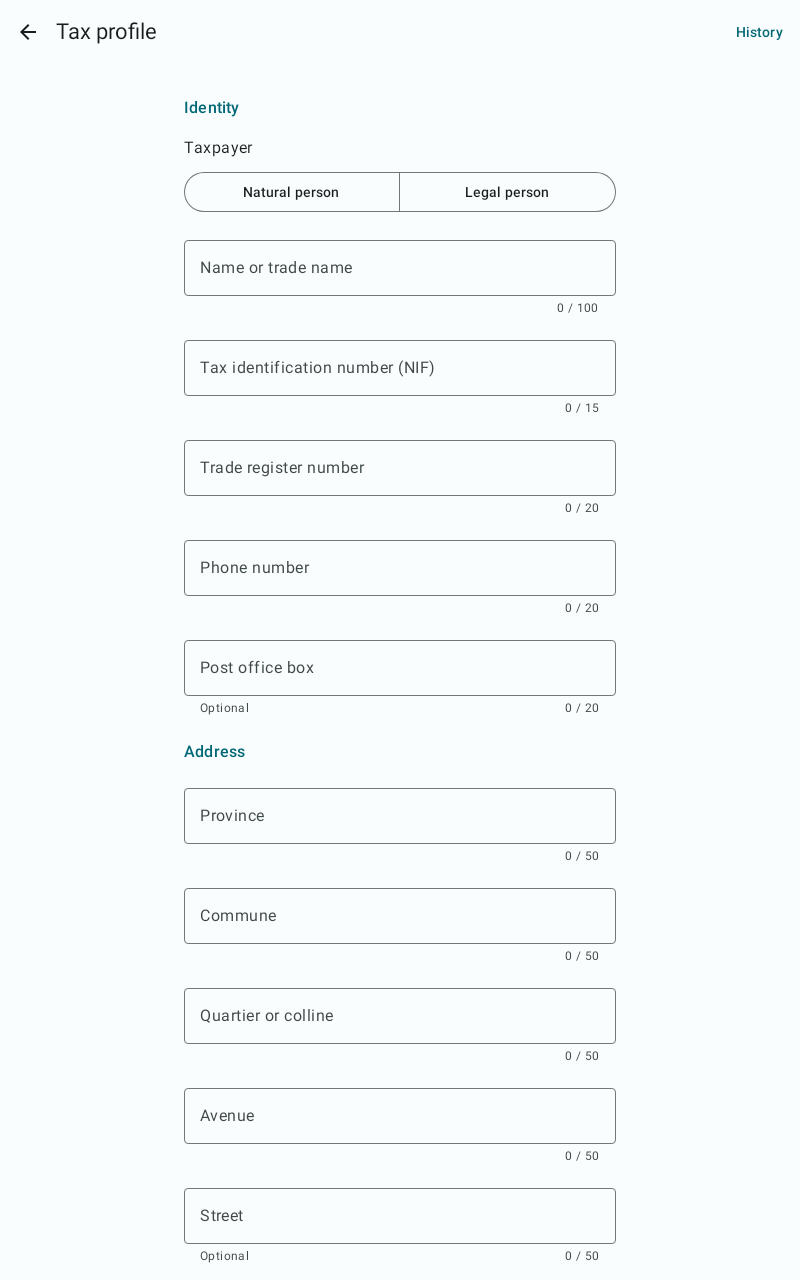 Tax profile
History
Identity
Taxpayer
Natural person
Legal person
Name or trade name
0 / 100
Tax identification number (NIF)
0 / 15
Trade register number
0 / 20
Phone number
0 / 20
Post office box
Optional
0 / 20
Address
Province
0 / 50
Commune
0 / 50
Quartier or colline
0 / 50
Avenue
0 / 50
Street
Optional
0 / 50